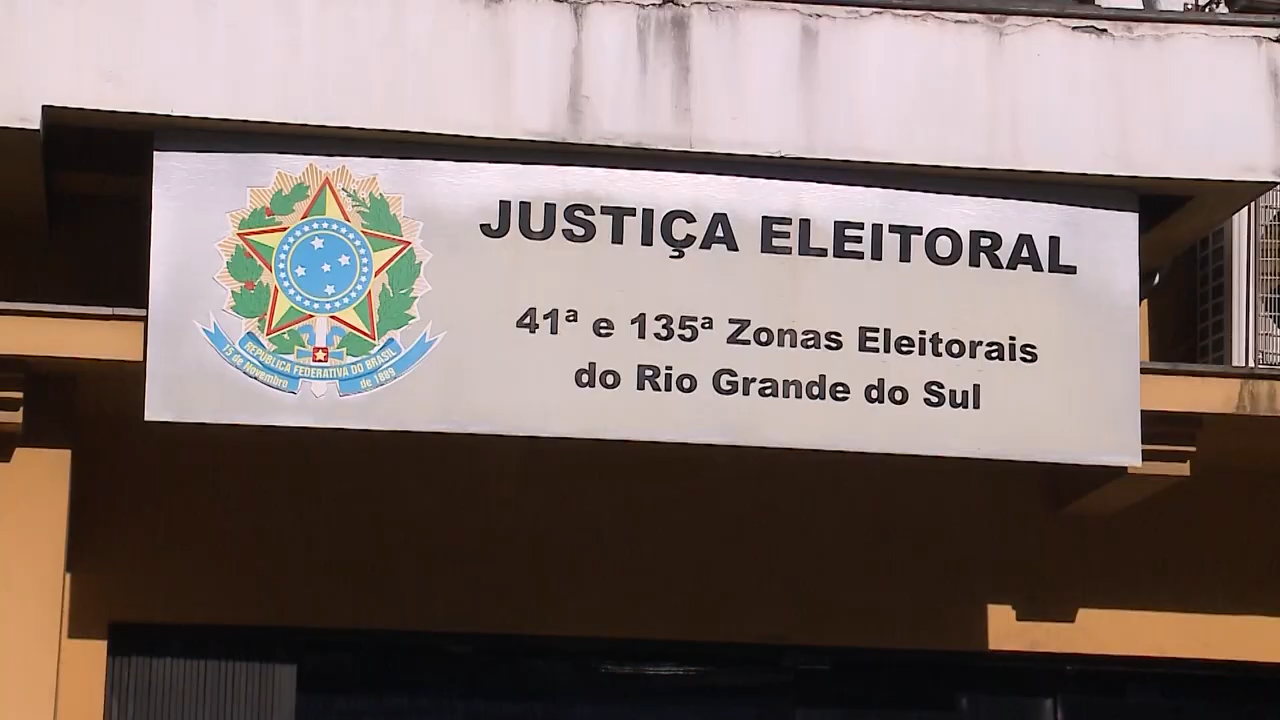 JUSTIÇA ELEITORAL
41ª e 135ª Zonas Eleitorais
do Rio Grande do Sul
REPÚBLICA FEDERATIVA DO BRASIL
15 de Novembro de 1889